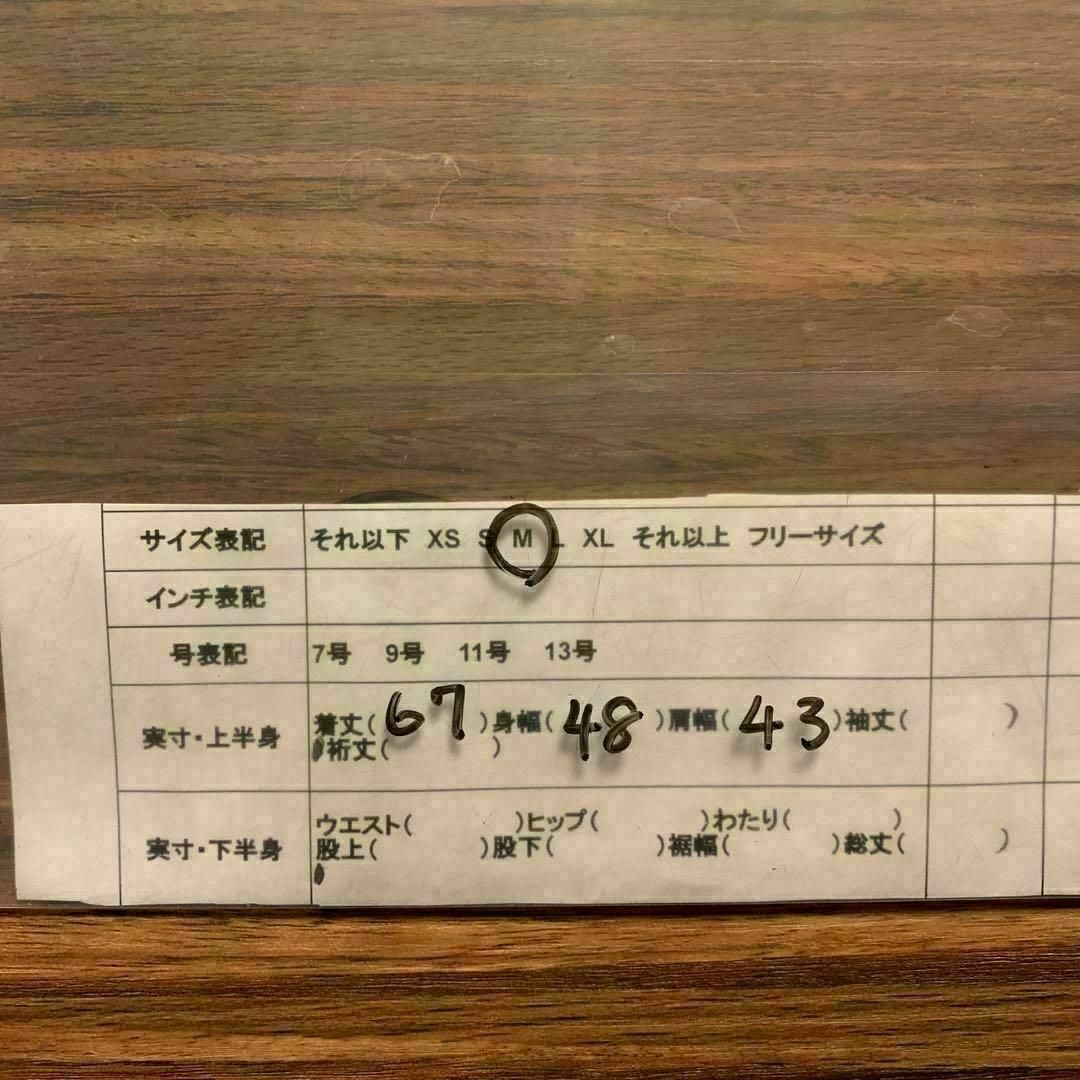 サイズ表記 それ以下 XS S M L XL それ以上 フリーサイズ
インチ表記
号表記 7号 9号 11号 13号
実寸・上半身 着丈( 67 )身幅( 48 )肩幅( 43 )袖丈( )
裄丈( )
実寸・下半身 ウエスト( )ヒップ( )わたり( )
股上( )股下( )裾幅( )総丈( )